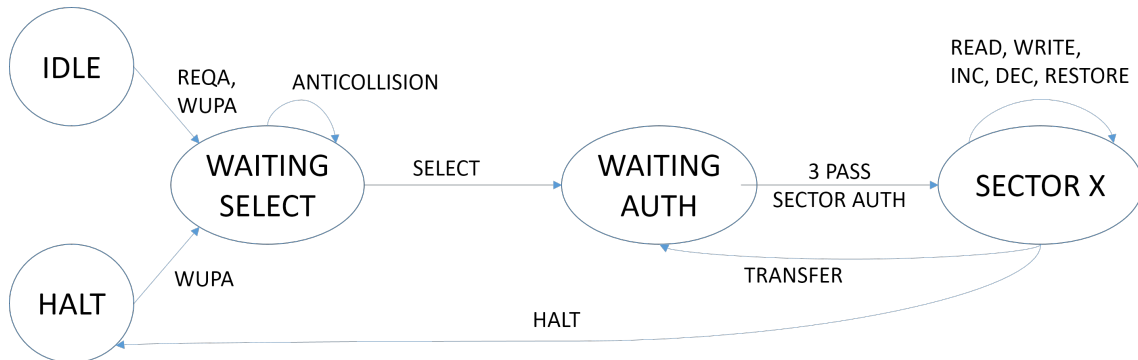 IDLE
REQA,
WUPA
ANTICOLLISION
WAITING
SELECT
SELECT
WAITING
AUTH
3 PASS
SECTOR AUTH
READ, WRITE,
INC, DEC, RESTORE
SECTOR X
TRANSFER
HALT
WUPA
HALT